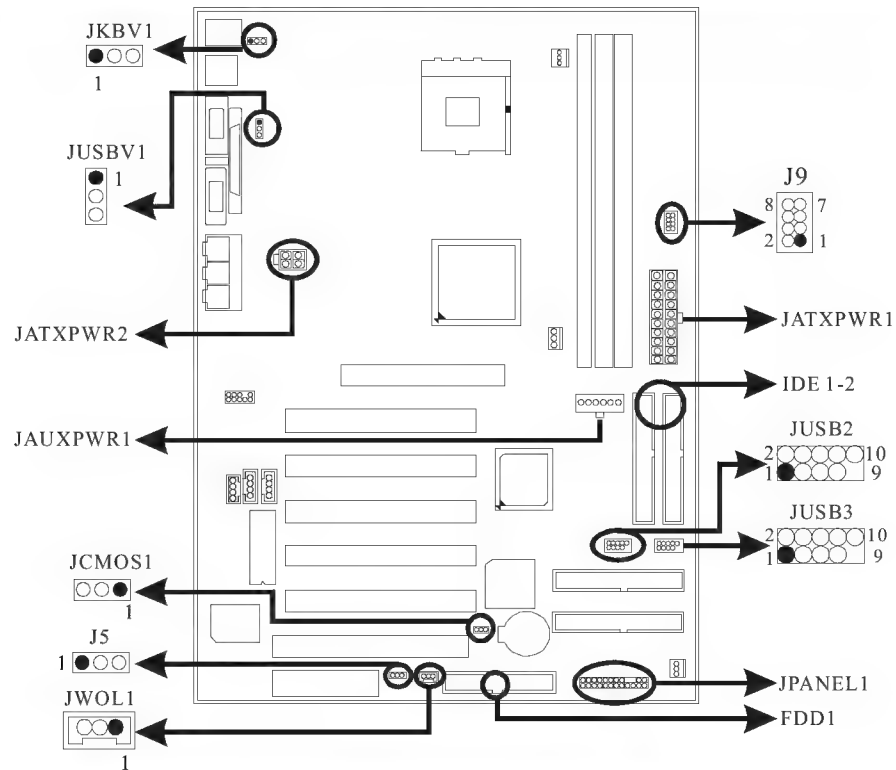 JKBV1
1
JUSBV1
1
J9
8 7
2 1
JATXPWR2
JATXPWR1
IDE 1-2
JAUXPWR1
JUSB2
2 10
1 9
JUSB3
2 10
1 9
JCMOS1
1
J5
1
JWOL1
1
JPANEL1
FDD1